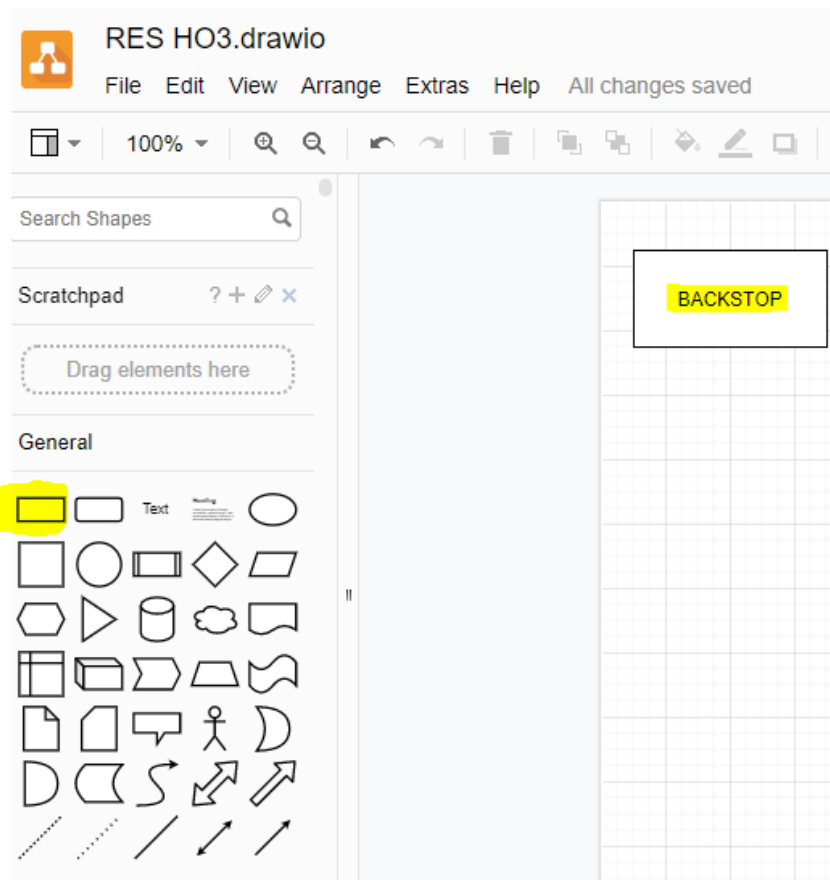 RES HO3.drawio
File Edit View Arrange Extras Help All changes saved
100%
Search Shapes
Scratchpad ?
Drag elements here
General
Text
Heading
BACKSTOP